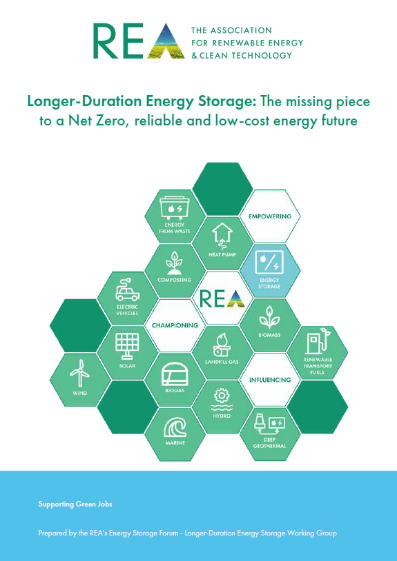 REA
THE ASSOCIATION
FOR RENEWABLE ENERGY
& CLEAN TECHNOLOGY
Longer-Duration Energy Storage: The missing piece
to a Net Zero, reliable and low-cost energy future
EMPOWERING
ENERGY
FROM WASTE
HEAT PUMP
COMPOSTING
ENERGY
STORAGE
ELECTRIC
VEHICLES
REA
CHAMPIONING
BIOMASS
SOLAR
LANDFILL GAS
RENEWABLE
TRANSPORT
FUELS
WIND
BIOGAS
INFLUENCING
HYDRO
MARINE
DEEP
GEOTHERMAL
Supporting Green Jobs
Prepared by the REA's Energy Storage Forum - Longer-Duration Energy Storage Working Group